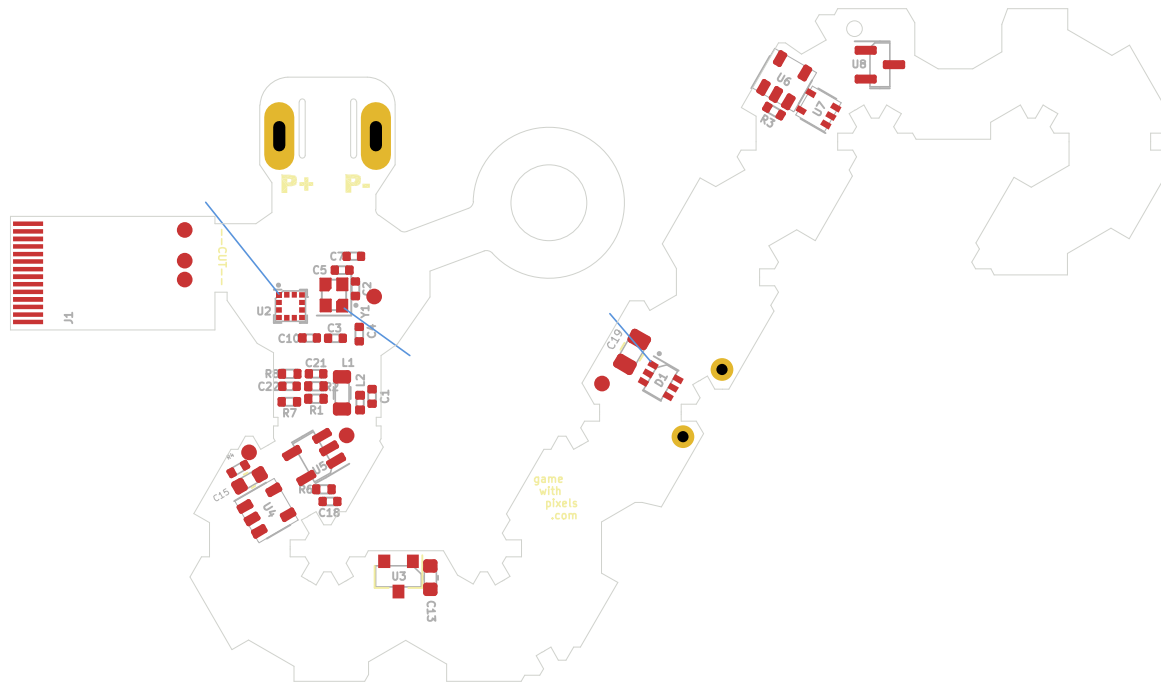 U8
U6
U7
R3
P+ P-
--CUT--
C7
C5
C2
U2
Y1
J1
C10
C3
C4
C19
L1
C21
R8
D1
L2
C22
R2
C1
R7
R1
U5
C15
R6
U4
C18
game
with
pixels
.com
U3
C13